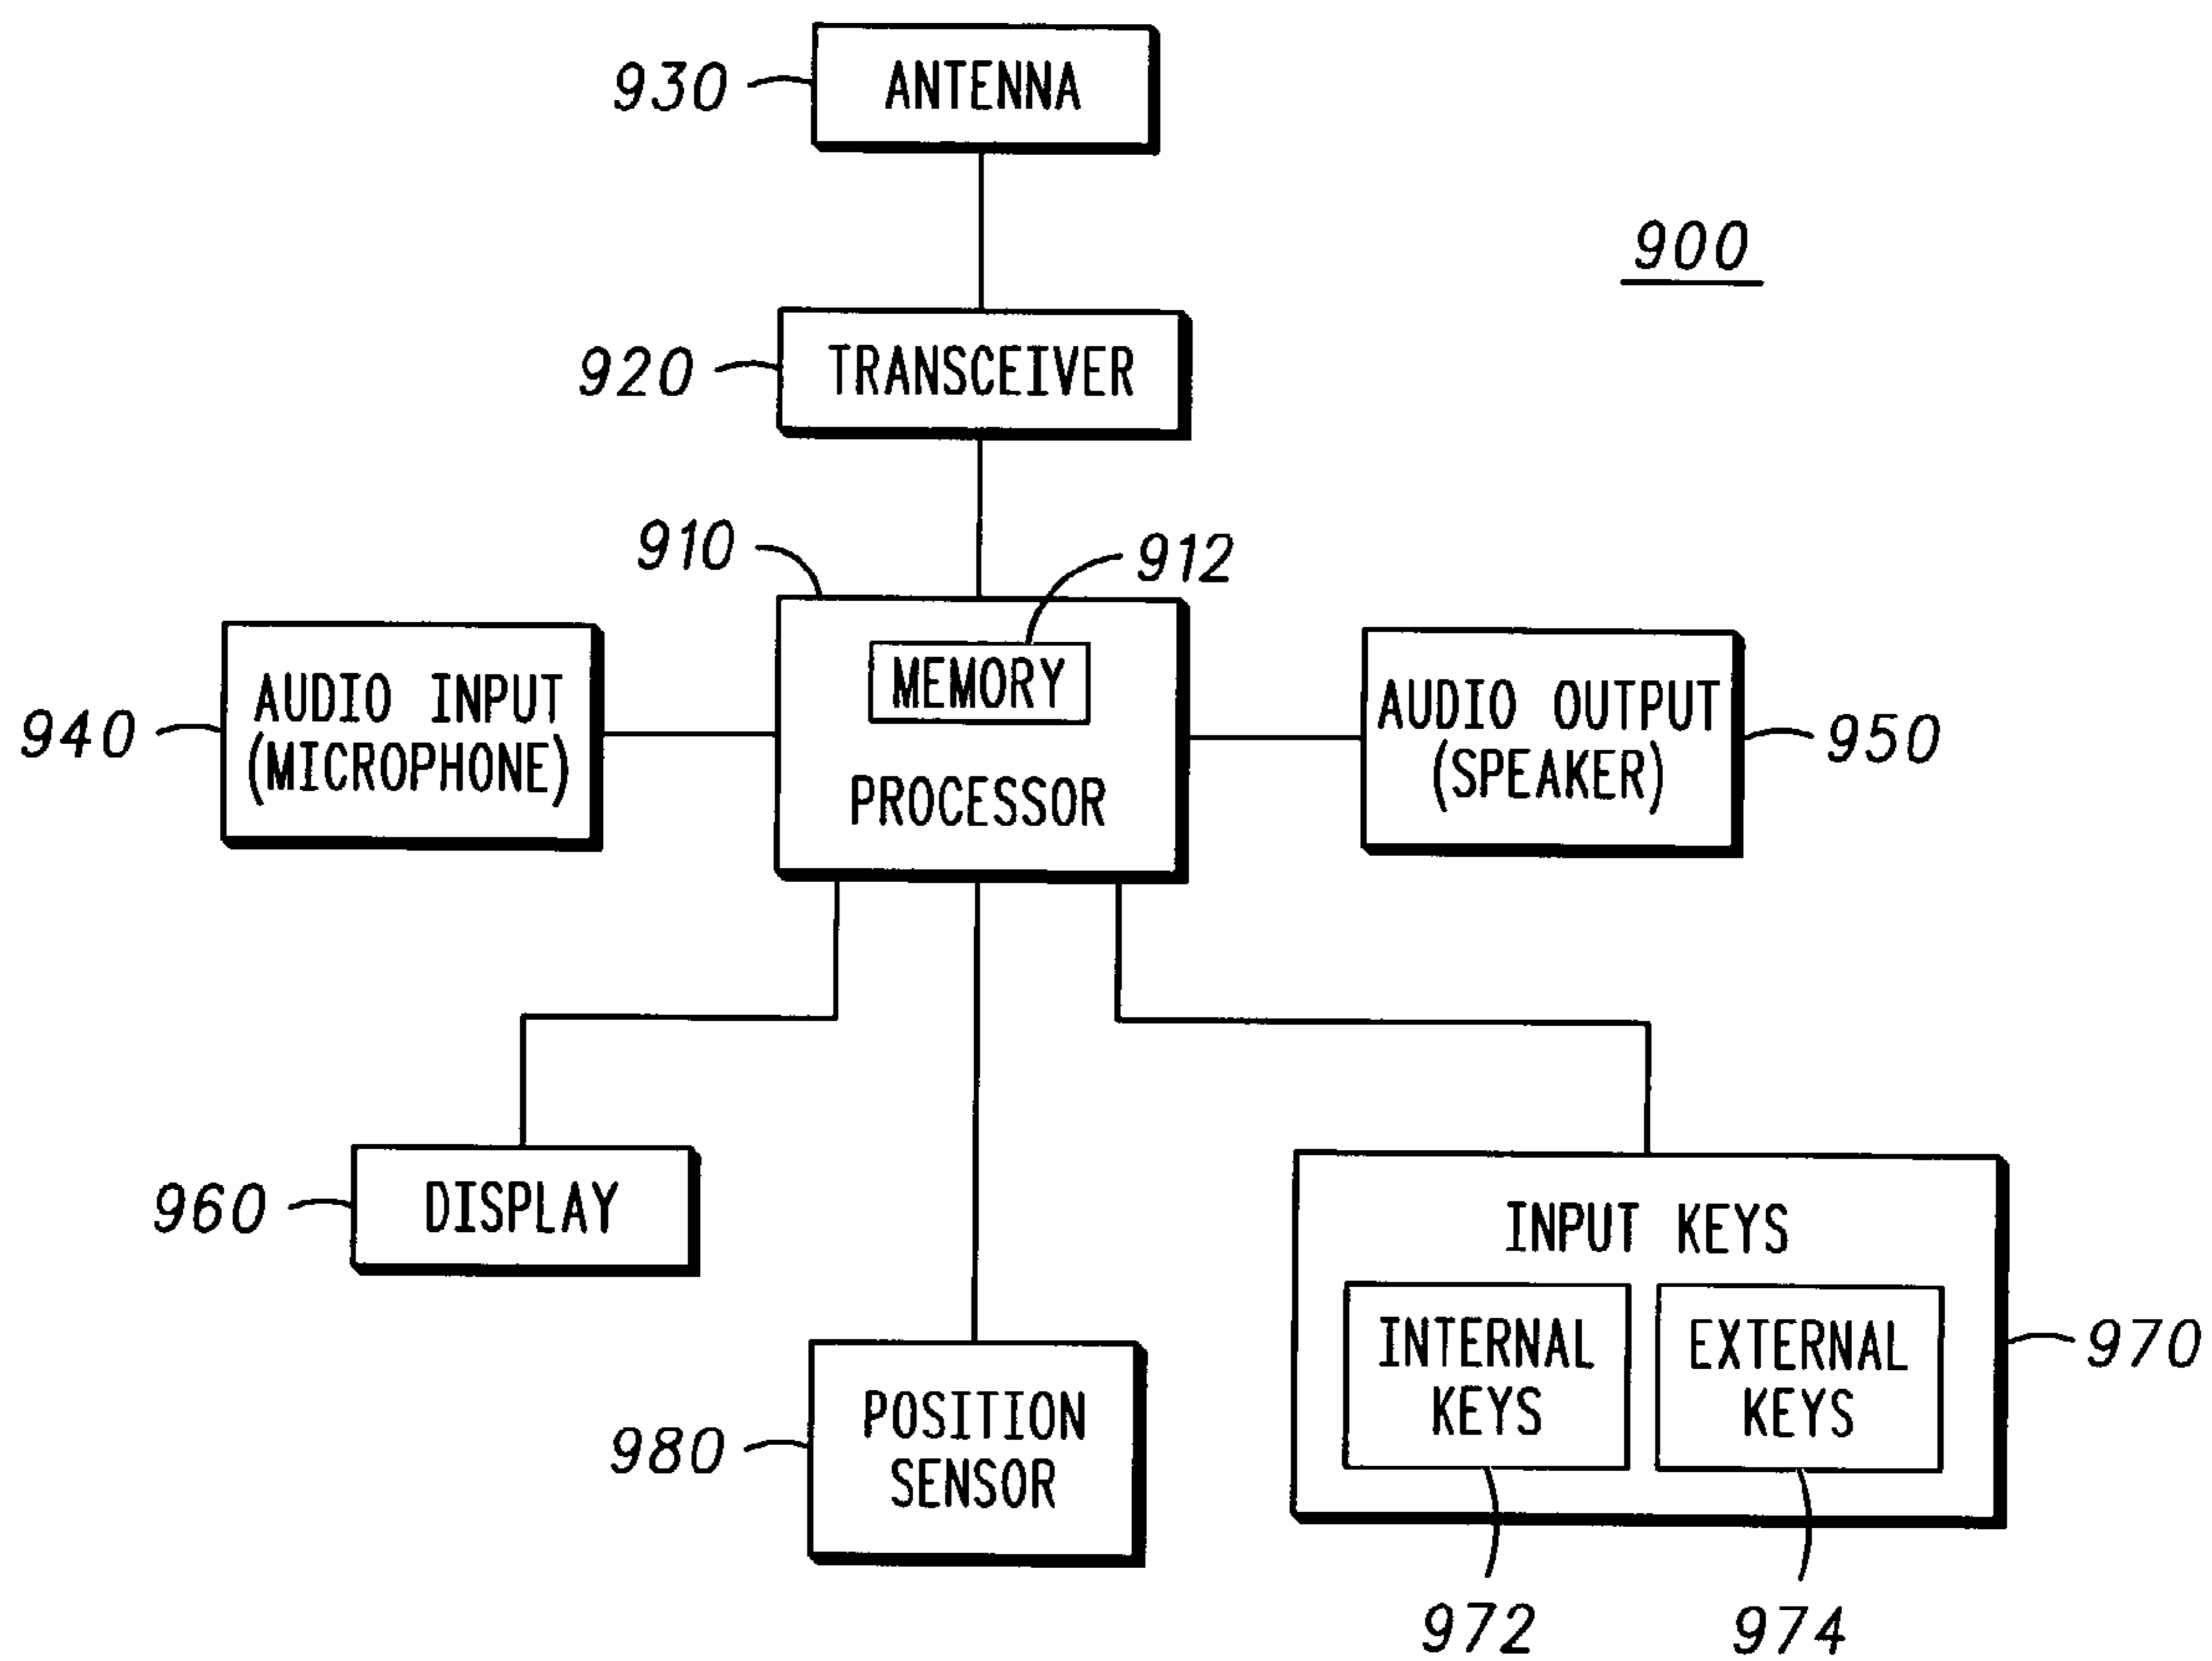 930
ANTENNA
900
920
TRANSCEIVER
910
912
MEMORY
PROCESSOR
940
AUDIO INPUT
(MICROPHONE)
AUDIO OUTPUT
(SPEAKER)
950
960
DISPLAY
INPUT KEYS
INTERNAL
KEYS
EXTERNAL
KEYS
970
980
POSITION
SENSOR
972
974